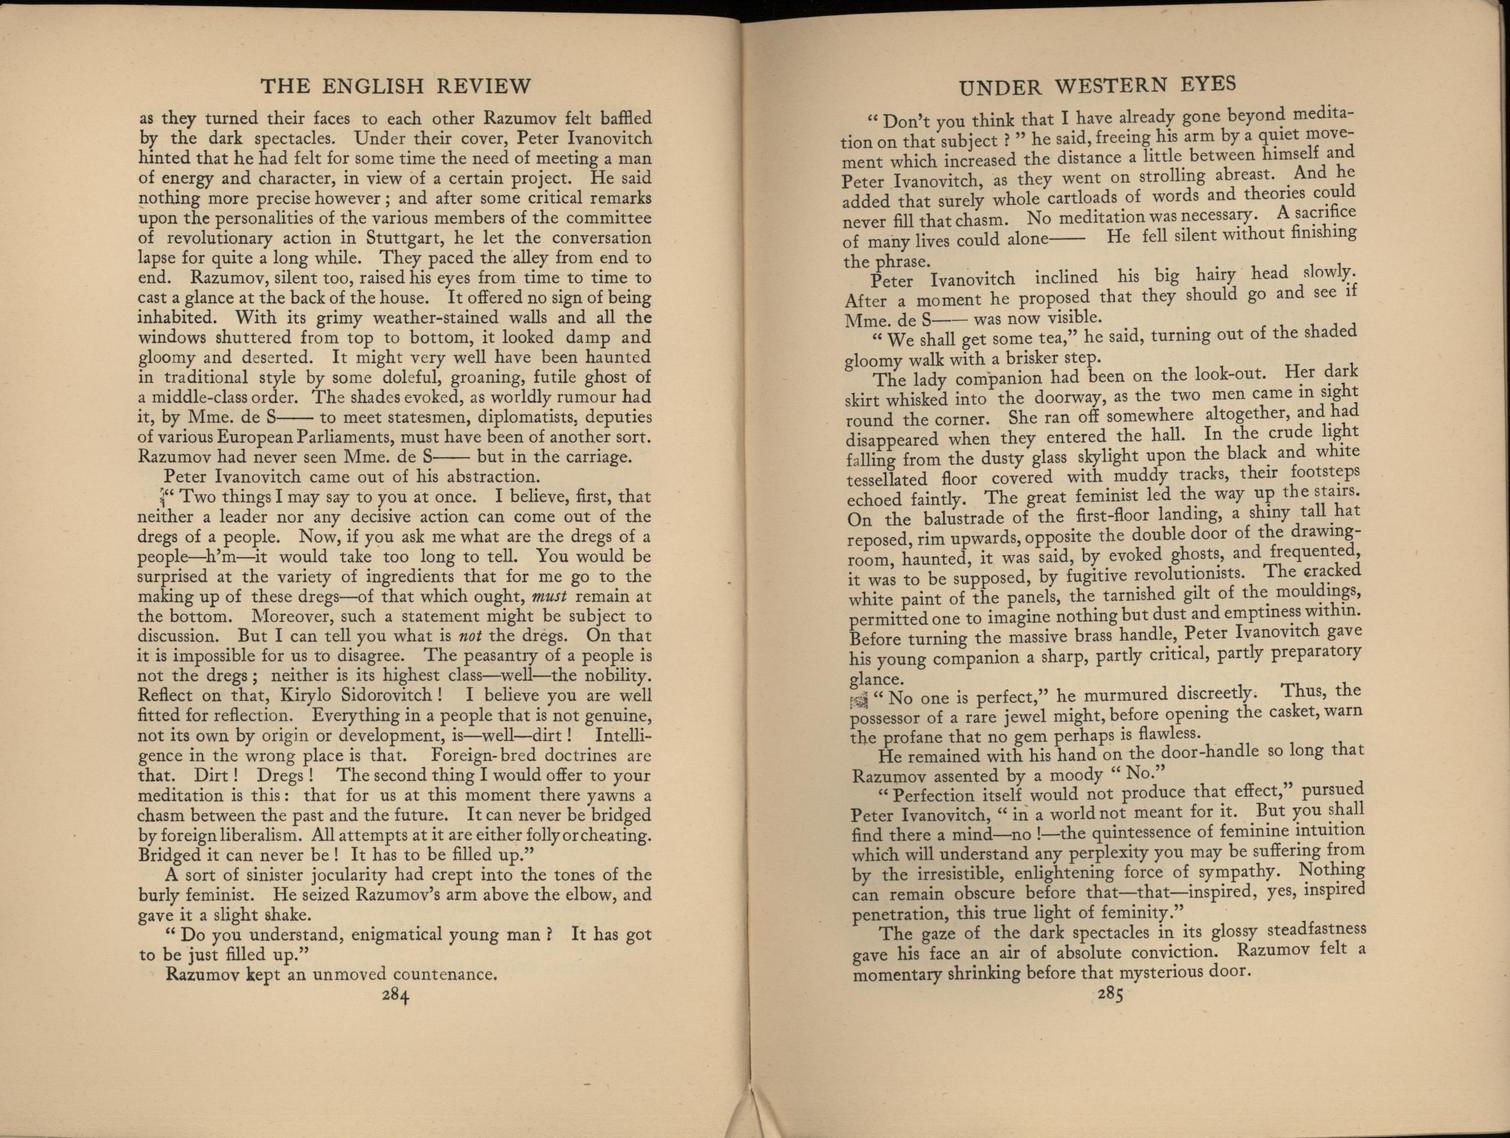 THE ENGLISH REVIEW
as they turned their faces to each other Razumov felt baffled
by the dark spectacles. Under their cover, Peter Ivanovitch
hinted that he had felt for some time the need of meeting a man
of energy and character, in view of a certain project. He said
nothing more precise however ; and after some critical remarks
upon the personalities of the various members of the committee
of revolutionary action in Stuttgart, he let the conversation
lapse for quite a long while. They paced the alley from end to
end. Razumov, silent too, raised his eyes from time to time to
cast a glance at the back of the house. It offered no sign of being
inhabited. With its grimy weather-stained walls and all the
windows shuttered from top to bottom, it looked damp and
gloomy and deserted. It might very well have been haunted
in traditional style by some doleful, groaning, futile ghost of
a middle-class order. The shades evoked, as worldly rumour had
it, by Mme. de S—— to meet statesmen, diplomatists, deputies
of various European Parliaments, must have been of another sort.
Razumov had never seen Mme. de S—— but in the carriage.
Peter Ivanovitch came out of his abstraction.
“ Two things I may say to you at once. I believe, first, that
neither a leader nor any decisive action can come out of the
dregs of a people. Now, if you ask me what are the dregs of a
people—h'm—it would take too long to tell. You would be
surprised at the variety of ingredients that for me go to the
making up of these dregs—of that which ought, must remain at
the bottom. Moreover, such a statement might be subject to
discussion. But I can tell you what is not the dregs. On that
it is impossible for us to disagree. The peasantry of a people is
not the dregs ; neither is its highest class—well—the nobility.
Reflect on that, Kirylo Sidorovitch ! I believe you are well
fitted for reflection. Everything in a people that is not genuine,
not its own by origin or development, is—well—dirt ! Intelli-
gence in the wrong place is that. Foreign-bred doctrines are
that. Dirt ! Dregs ! The second thing I would offer to your
meditation is this : that for us at this moment there yawns a
chasm between the past and the future. It can never be bridged
by foreign liberalism. All attempts at it are either folly or cheating.
Bridged it can never be ! It has to be filled up.”
A sort of sinister jocularity had crept into the tones of the
burly feminist. He seized Razumov's arm above the elbow, and
gave it a slight shake.
“ Do you understand, enigmatical young man ? It has got
to be just filled up.”
Razumov kept an unmoved countenance.
284
UNDER WESTERN EYES
“ Don't you think that I have already gone beyond medita-
tion on that subject ? ” he said, freeing his arm by a quiet move-
ment which increased the distance a little between himself and
Peter Ivanovitch, as they went on strolling abreast. And he
added that surely whole cartloads of words and theories could
never fill that chasm. No meditation was necessary. A sacrifice
of many lives could alone—— He fell silent without finishing
the phrase.
Peter Ivanovitch inclined his big hairy head slowly.
After a moment he proposed that they should go and see if
Mme. de S—— was now visible.
“ We shall get some tea,” he said, turning out of the shaded
gloomy walk with a brisker step.
The lady companion had been on the look-out. Her dark
skirt whisked into the doorway, as the two men came in sight
round the corner. She ran off somewhere altogether, and had
disappeared when they entered the hall. In the crude light
falling from the dusty glass skylight upon the black and white
tessellated floor covered with muddy tracks, their footsteps
echoed faintly. The great feminist led the way up the stairs.
On the balustrade of the first-floor landing, a shiny tall hat
reposed, rim upwards, opposite the double door of the drawing-
room, haunted, it was said, by evoked ghosts, and frequented,
it was to be supposed, by fugitive revolutionists. The cracked
white paint of the panels, the tarnished gilt of the mouldings,
permitted one to imagine nothing but dust and emptiness within.
Before turning the massive brass handle, Peter Ivanovitch gave
his young companion a sharp, partly critical, partly preparatory
glance.
“ No one is perfect,” he murmured discreetly. Thus, the
possessor of a rare jewel might, before opening the casket, warn
the profane that no gem perhaps is flawless.
He remained with his hand on the door-handle so long that
Razumov assented by a moody “ No.”
“ Perfection itself would not produce that effect,” pursued
Peter Ivanovitch, “ in a world not meant for it. But you shall
find there a mind—no !—the quintessence of feminine intuition
which will understand any perplexity you may be suffering from
by the irresistible, enlightening force of sympathy. Nothing
can remain obscure before that—that—inspired, yes, inspired
penetration, this true light of feminity.”
The gaze of the dark spectacles in its glossy steadfastness
gave his face an air of absolute conviction. Razumov felt a
momentary shrinking before that mysterious door.
285